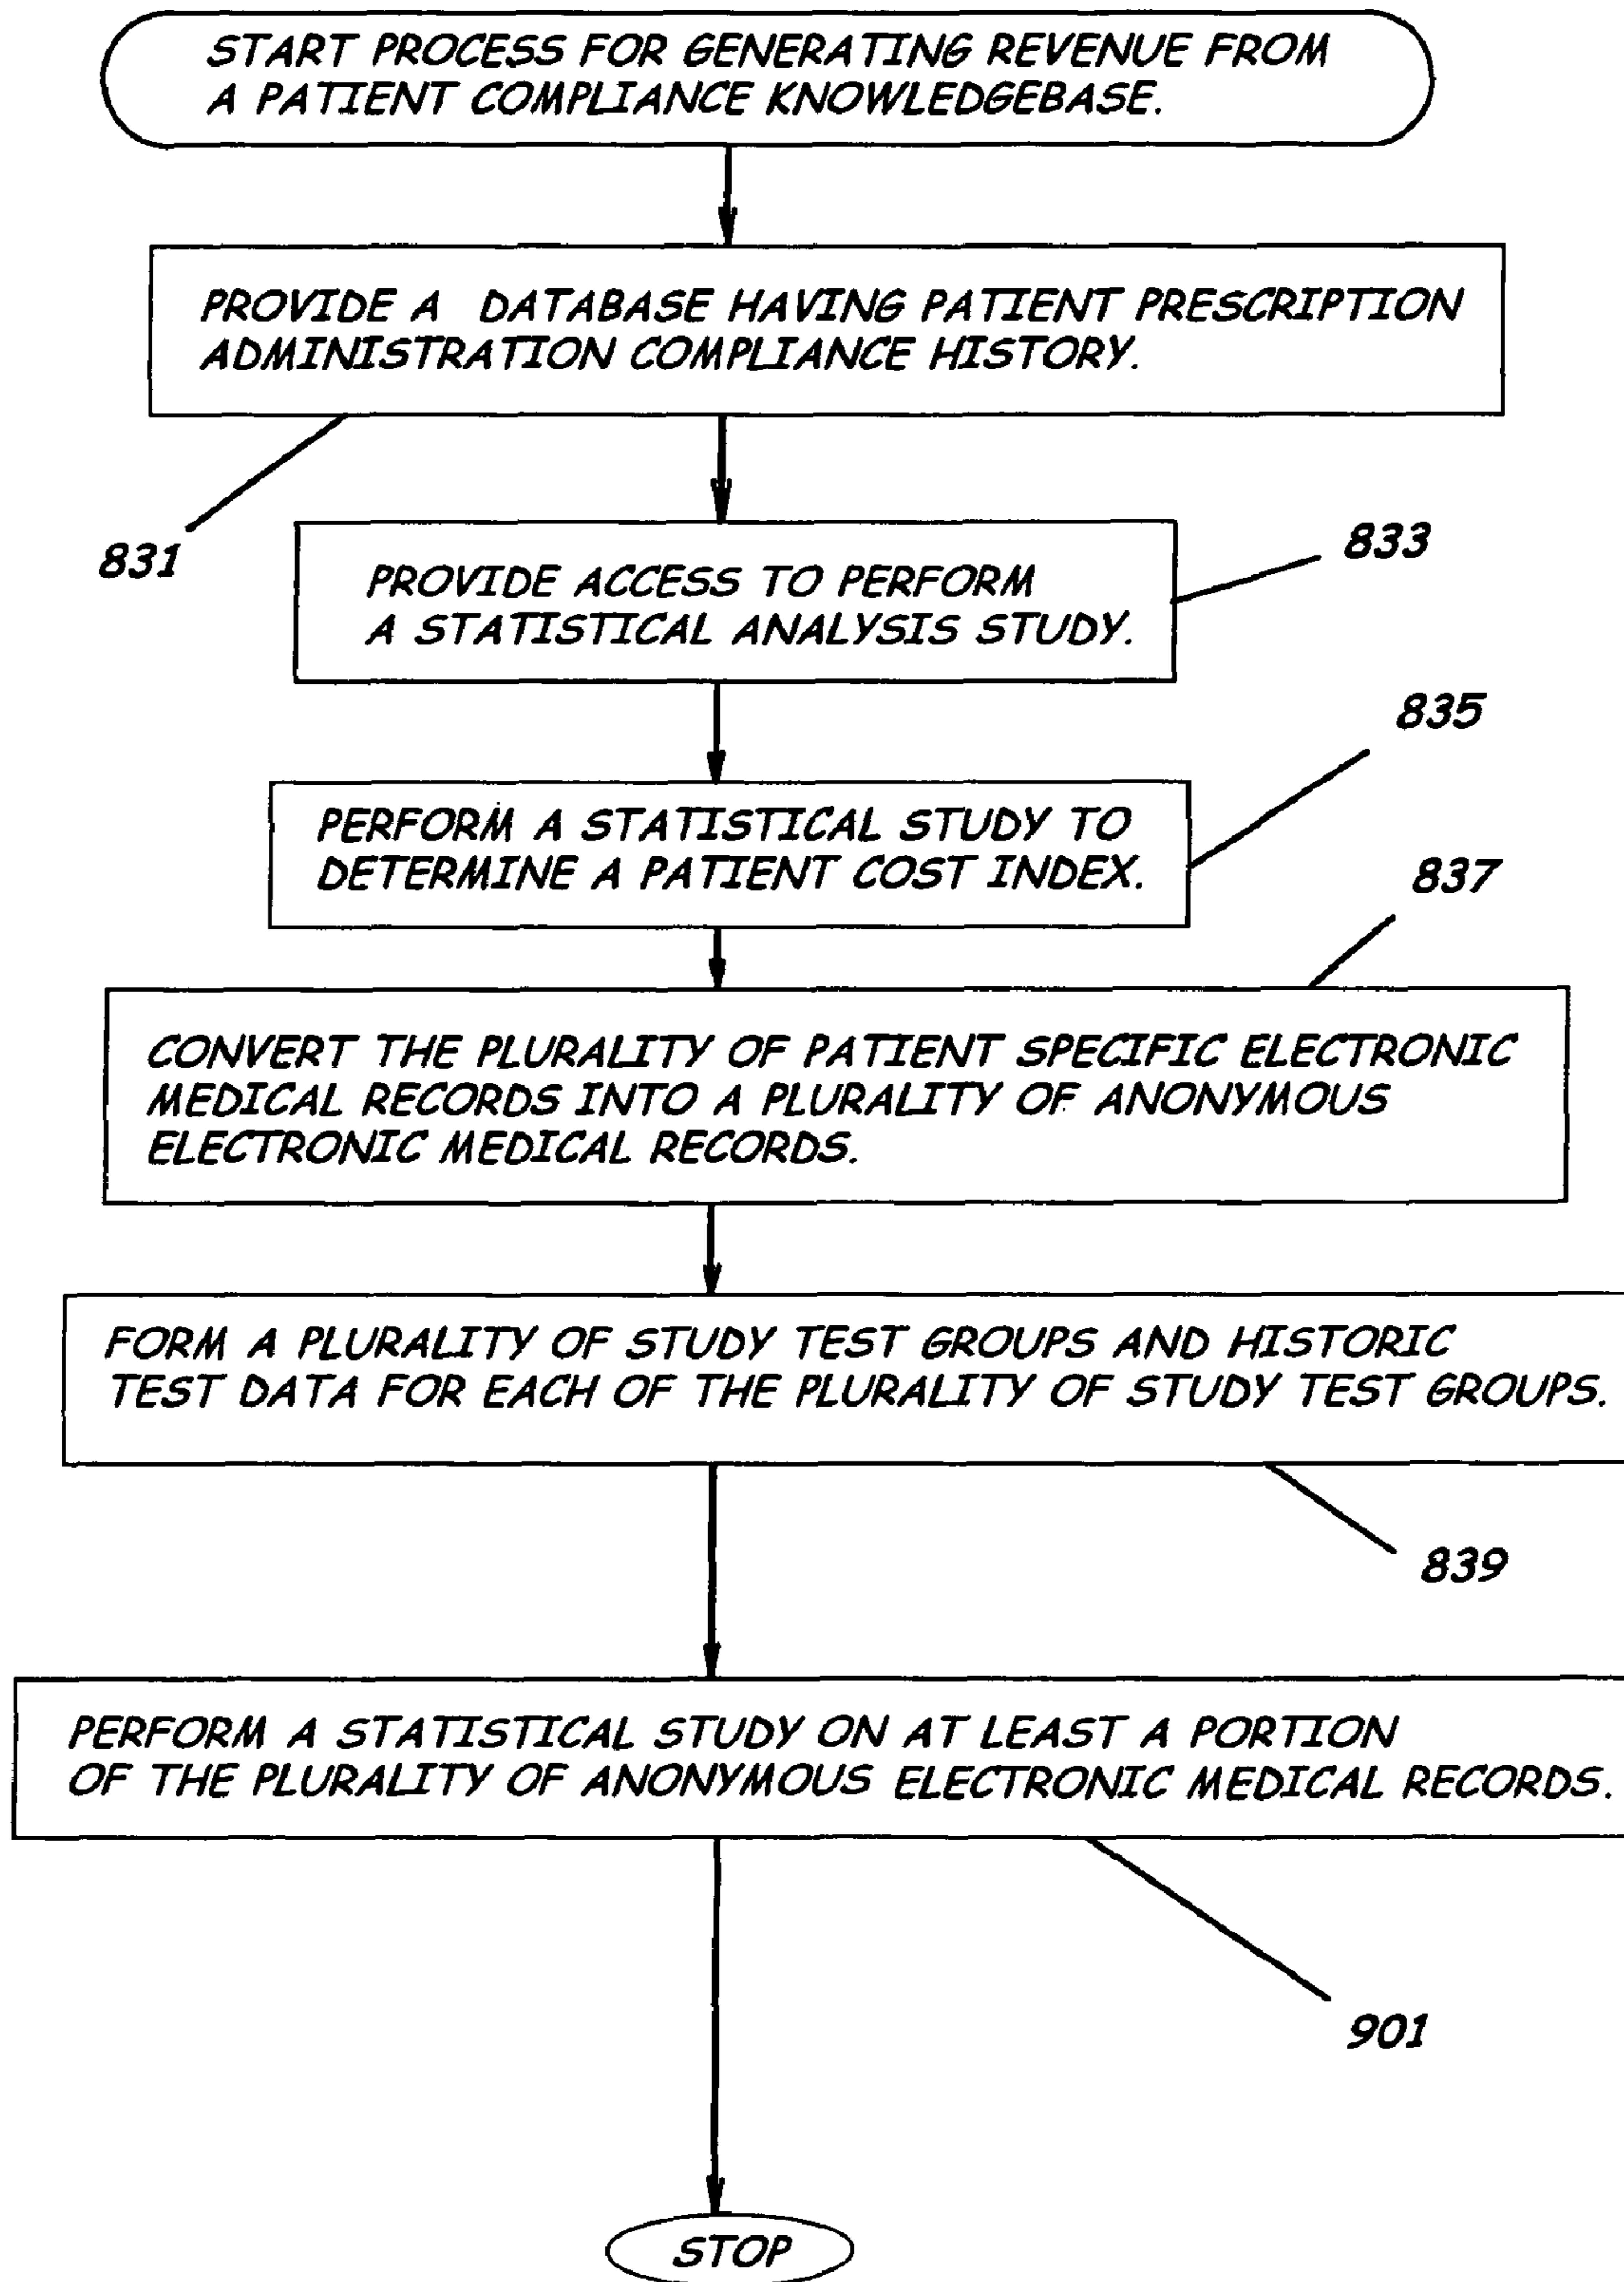 START PROCESS FOR GENERATING REVENUE FROM
A PATIENT COMPLIANCE KNOWLEDGEBASE.
PROVIDE A DATABASE HAVING PATIENT PRESCRIPTION
ADMINISTRATION COMPLIANCE HISTORY.
831
833
PROVIDE ACCESS TO PERFORM
A STATISTICAL ANALYSIS STUDY.
835
PERFORM A STATISTICAL STUDY TO
DETERMINE A PATIENT COST INDEX.
837
CONVERT THE PLURALITY OF PATIENT SPECIFIC ELECTRONIC
MEDICAL RECORDS INTO A PLURALITY OF ANONYMOUS
ELECTRONIC MEDICAL RECORDS.
FORM A PLURALITY OF STUDY TEST GROUPS AND HISTORIC
TEST DATA FOR EACH OF THE PLURALITY OF STUDY TEST GROUPS.
839
PERFORM A STATISTICAL STUDY ON AT LEAST A PORTION
OF THE PLURALITY OF ANONYMOUS ELECTRONIC MEDICAL RECORDS.
901
STOP